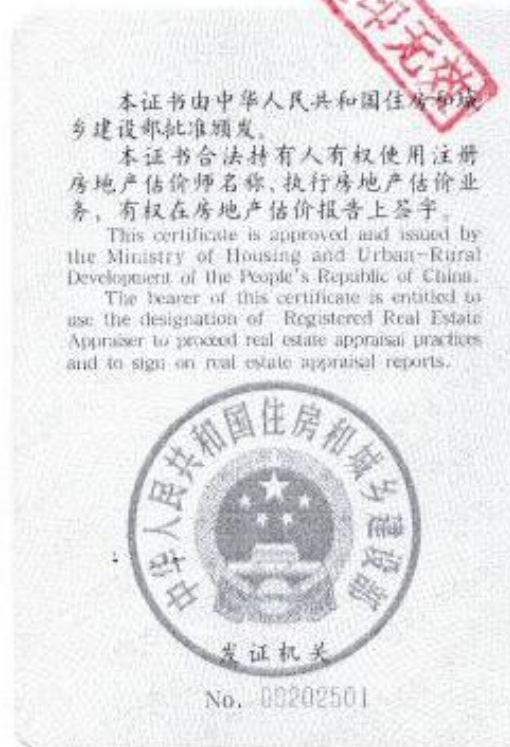 印无效
本证书由中华人民共和国住房和城
乡建设部批准颁发。
本证书合法持有人有权使用注册
房地产估价师名称、执行房地产估价业
务，有权在房地产估价报告上签字。
This certificate is approved and issued by
the Ministry of Housing and Urban-Rural
Development of the People's Republic of China.
The bearer of this certificate is entitled to
use the designation of Registered Real Estate
Appraiser to proceed real estate appraisal practices
and to sign on real estate appraisal reports.
中华人民共和国住房和城乡建设部
发证机关
No. 00202501